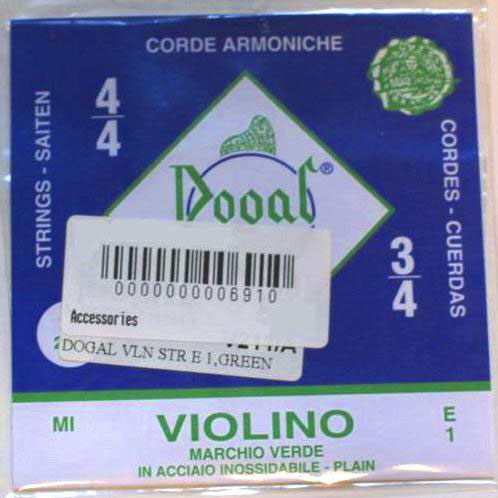 CORDE ARMONICHE
STRINGS - SAITEN
4
4
Dogal®
CORDES - CUERDAS
3
4
0000000006910
Accessories
DOGAL VLN STR E 1,GREEN
MI
VIOLINO
E
1
MARCHIO VERDE
IN ACCIAIO INOSSIDABILE - PLAIN